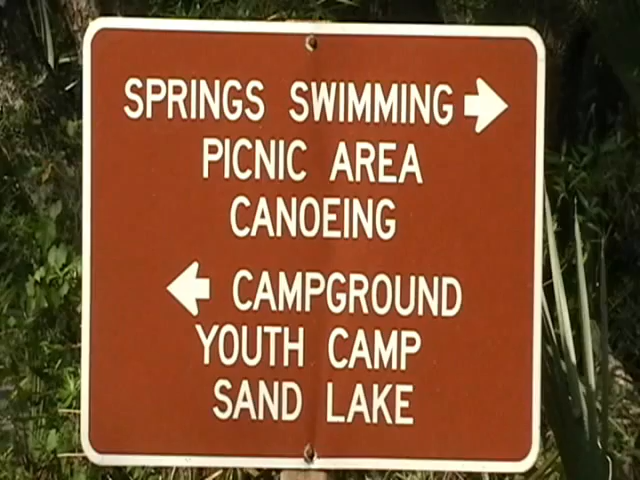 SPRINGS SWIMMING
PICNIC AREA
CANOEING
CAMPGROUND
YOUTH CAMP
SAND LAKE